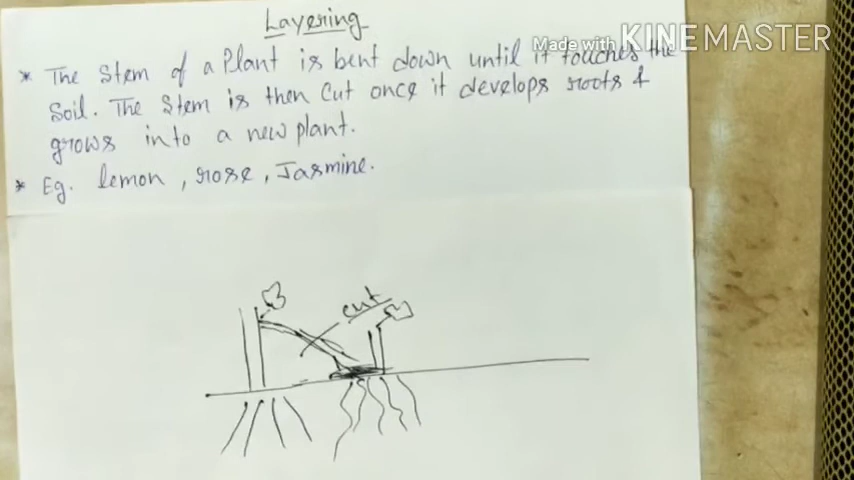 Layering
Made with KINEMASTER
* The Stem of a Plant is bent down until it touches the
Soil. The Stem is then Cut once it develops roots &
grows into a new plant.
* Eg. lemon, rose, Jasmine.
cut